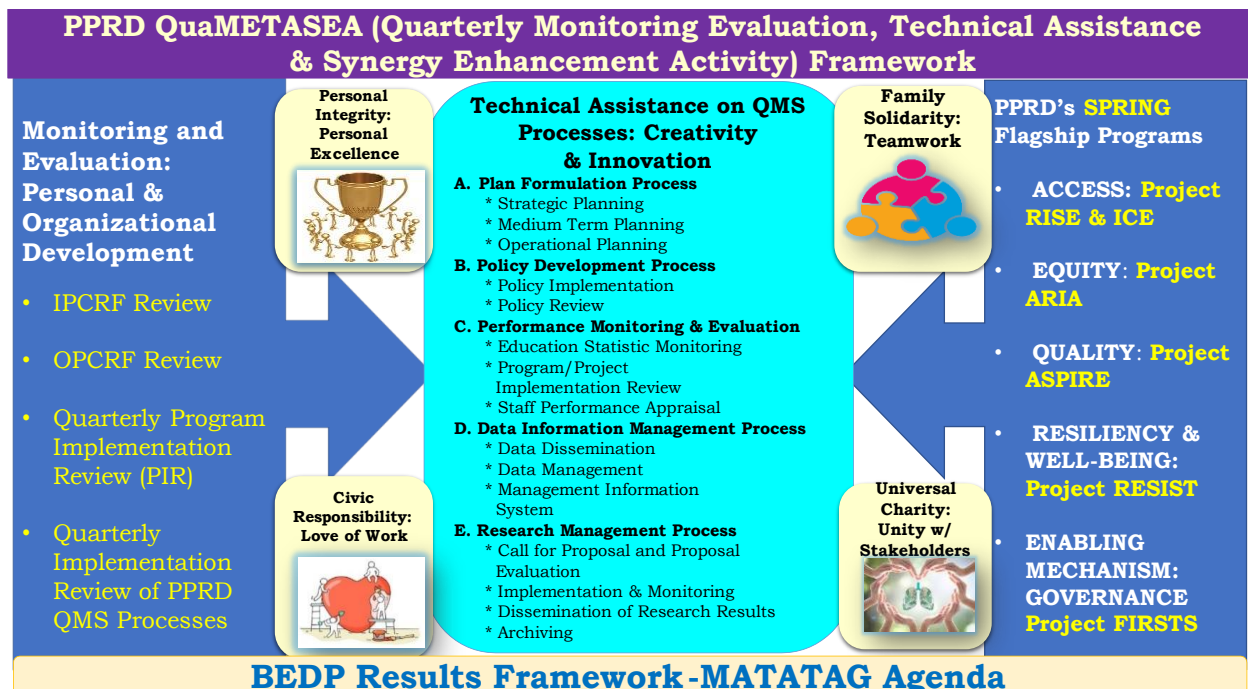 PPRD QuaMETASEA (Quarterly Monitoring Evaluation, Technical Assistance
& Synergy Enhancement Activity) Framework
Monitoring and
Evaluation:
Personal &
Organizational
Development
• IPCRF Review
• OPCRF Review
• Quarterly Program
Implementation
Review (PIR)
• Quarterly
Implementation
Review of PPRD
QMS Processes
Personal
Integrity:
Personal
Excellence
Civic
Responsibility:
Love of Work
Technical Assistance on QMS
Processes: Creativity
& Innovation
A. Plan Formulation Process
* Strategic Planning
* Medium Term Planning
* Operational Planning
B. Policy Development Process
* Policy Implementation
* Policy Review
C. Performance Monitoring & Evaluation
* Education Statistic Monitoring
* Program/Project
Implementation Review
* Staff Performance Appraisal
D. Data Information Management Process
* Data Dissemination
* Data Management
* Management Information
System
E. Research Management Process
* Call for Proposal and Proposal
Evaluation
* Implementation & Monitoring
* Dissemination of Research Results
* Archiving
Family
Solidarity:
Teamwork
Universal
Charity:
Unity w/
Stakeholders
PPRD's SPRING
Flagship Programs
• ACCESS: Project
RISE & ICE
• EQUITY: Project
ARIA
• QUALITY: Project
ASPIRE
• RESILIENCY &
WELL-BEING:
Project RESIST
• ENABLING
MECHANISM:
GOVERNANCE
Project FIRSTS
BEDP Results Framework-MATATAG Agenda